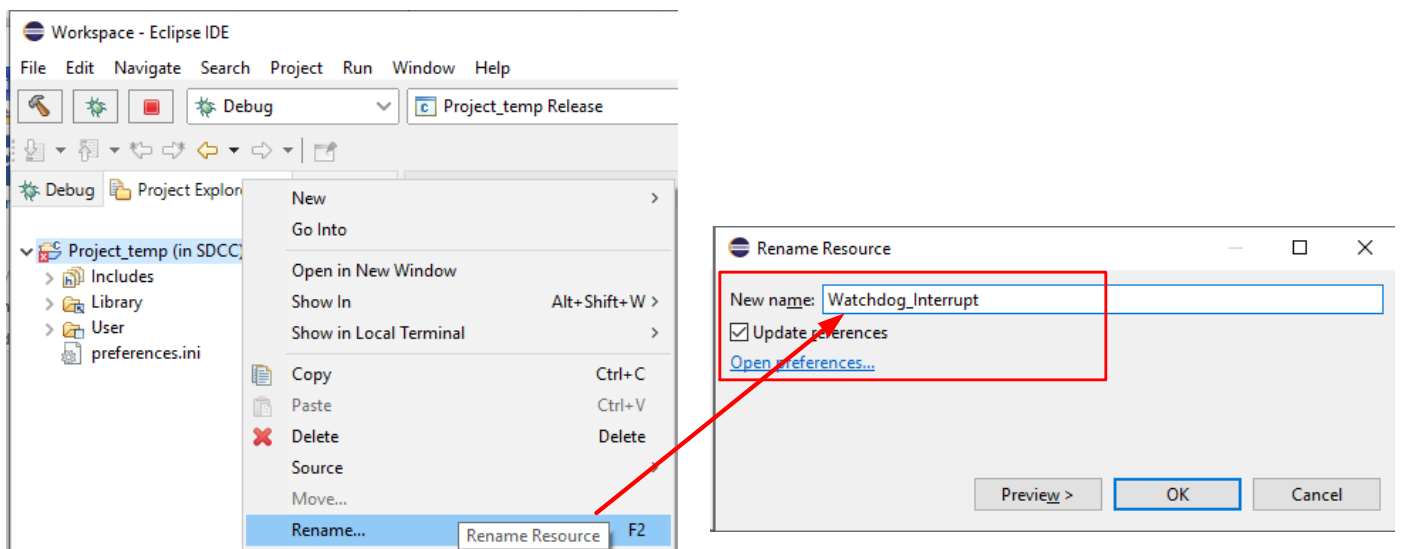 Workspace - Eclipse IDE
File Edit Navigate Search Project Run Window Help
Debug
Project_temp Release
Debug
Project Explor
Project_temp (in SDCC)
Includes
Library
User
preferences.ini
New
Go Into
Open in New Window
Show In Alt+Shift+W >
Show in Local Terminal
Copy Ctrl+C
Paste Ctrl+V
Delete Delete
Source
Move...
Rename... F2
Rename Resource
Rename Resource
New name: Watchdog_Interrupt
Update references
Open preferences...
Preview > OK Cancel